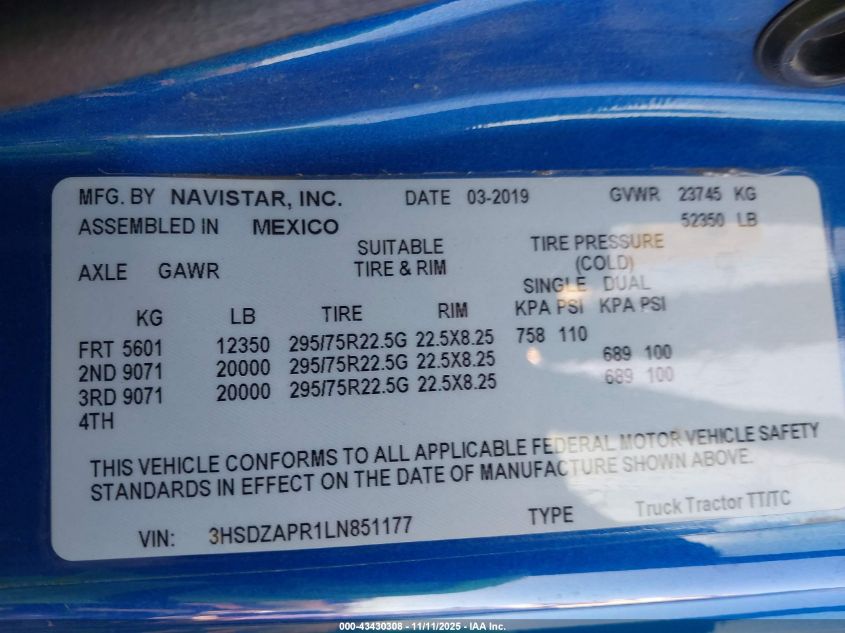 MFG. BY NAVISTAR, INC. DATE 03-2019 GVWR 23745 KG
ASSEMBLED IN MEXICO 52350 LB
SUITABLE TIRE PRESSURE
AXLE GAWR TIRE & RIM (COLD)
SINGLE DUAL
KG LB TIRE RIM KPA PSI KPA PSI
FRT 5601 12350 295/75R22.5G 22.5X8.25 758 110
2ND 9071 20000 295/75R22.5G 22.5X8.25 689 100
3RD 9071 20000 295/75R22.5G 22.5X8.25 689 100
4TH
THIS VEHICLE CONFORMS TO ALL APPLICABLE FEDERAL MOTOR VEHICLE SAFETY
STANDARDS IN EFFECT ON THE DATE OF MANUFACTURE SHOWN ABOVE.
VIN: 3HSDZAPR1LN851177 TYPE Truck Tractor TT/TC
000-43430308 - 11/11/2025 - IAA Inc.